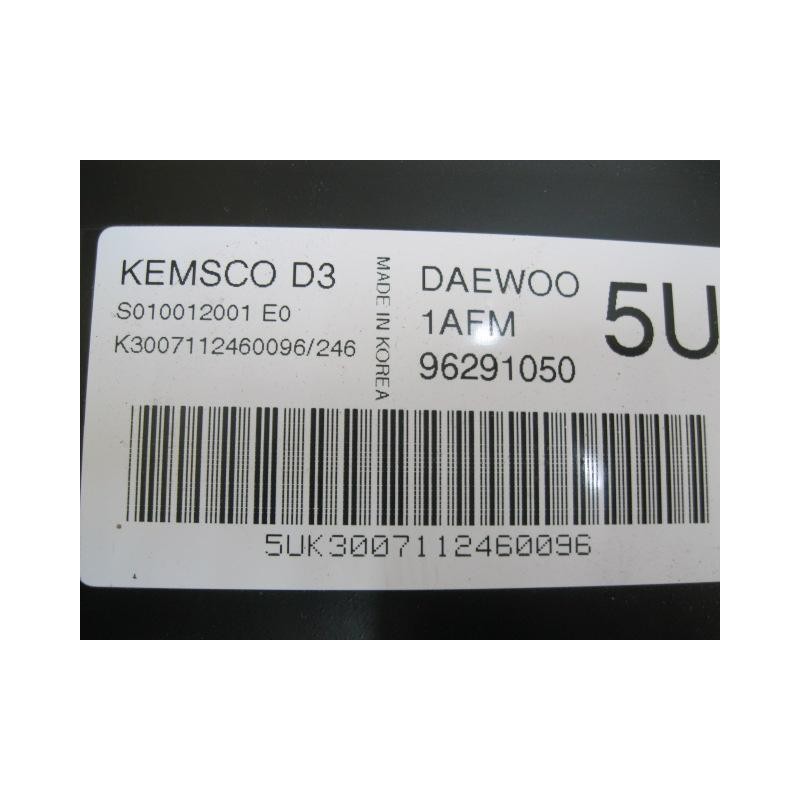 KEMSCO D3
S010012001 E0
K3007112460096/246
MADE IN KOREA
DAEWOO
1AFM
96291050
5U
5UK3007112460096